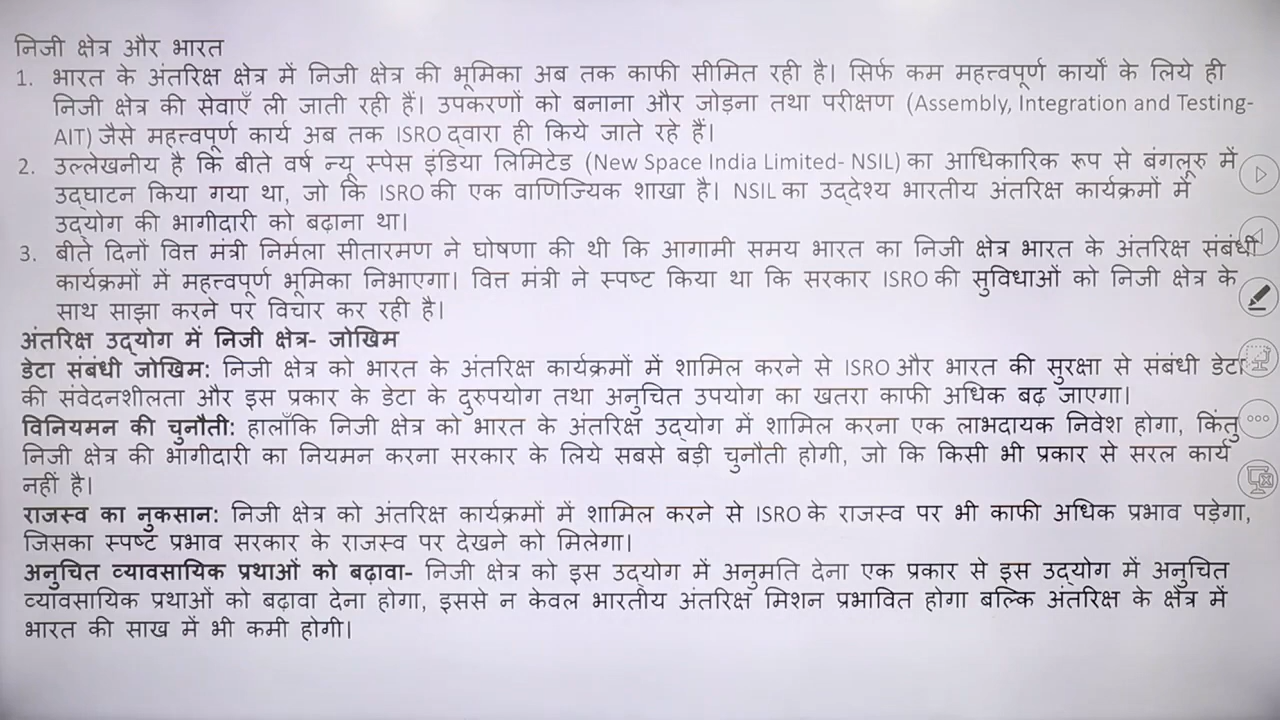 निजी क्षेत्र और भारत
1. भारत के अंतरिक्ष क्षेत्र में निजी क्षेत्र की भूमिका अब तक काफी सीमित रही है। सिर्फ कम महत्त्वपूर्ण कार्यों के लिये ही
निजी क्षेत्र की सेवाएँ ली जाती रही हैं। उपकरणों को बनाना और जोड़ना तथा परीक्षण (Assembly, Integration and Testing-
AIT) जैसे महत्त्वपूर्ण कार्य अब तक ISRO द्वारा ही किये जाते रहे हैं।
2. उल्लेखनीय है कि बीते वर्ष न्यू स्पेस इंडिया लिमिटेड (New Space India Limited- NSIL) का आधिकारिक रूप से बंगलूरु में
उद्घाटन किया गया था, जो कि ISRO की एक वाणिज्यिक शाखा है। NSIL का उद्देश्य भारतीय अंतरिक्ष कार्यक्रमों में
उद्योग की भागीदारी को बढ़ाना था।
3. बीते दिनों वित्त मंत्री निर्मला सीतारमण ने घोषणा की थी कि आगामी समय भारत का निजी क्षेत्र भारत के अंतरिक्ष संबंधी
कार्यक्रमों में महत्त्वपूर्ण भूमिका निभाएगा। वित्त मंत्री ने स्पष्ट किया था कि सरकार ISRO की सुविधाओं को निजी क्षेत्र के
साथ साझा करने पर विचार कर रही है।
अंतरिक्ष उद्योग में निजी क्षेत्र- जोखिम
डेटा संबंधी जोखिम: निजी क्षेत्र को भारत के अंतरिक्ष कार्यक्रमों में शामिल करने से ISRO और भारत की सुरक्षा से संबंधी डेटा
की संवेदनशीलता और इस प्रकार के डेटा के दुरुपयोग तथा अनुचित उपयोग का खतरा काफी अधिक बढ़ जाएगा।
विनियमन की चुनौती: हालाँकि निजी क्षेत्र को भारत के अंतरिक्ष उद्योग में शामिल करना एक लाभदायक निवेश होगा, किंतु
निजी क्षेत्र की भागीदारी का नियमन करना सरकार के लिये सबसे बड़ी चुनौती होगी, जो कि किसी भी प्रकार से सरल कार्य
नहीं है।
राजस्व का नुकसान: निजी क्षेत्र को अंतरिक्ष कार्यक्रमों में शामिल करने से ISRO के राजस्व पर भी काफी अधिक प्रभाव पड़ेगा,
जिसका स्पष्ट प्रभाव सरकार के राजस्व पर देखने को मिलेगा।
अनुचित व्यावसायिक प्रथाओं को बढ़ावा- निजी क्षेत्र को इस उद्योग में अनुमति देना एक प्रकार से इस उद्योग में अनुचित
व्यावसायिक प्रथाओं को बढ़ावा देना होगा, इससे न केवल भारतीय अंतरिक्ष मिशन प्रभावित होगा बल्कि अंतरिक्ष के क्षेत्र में
भारत की साख में भी कमी होगी।